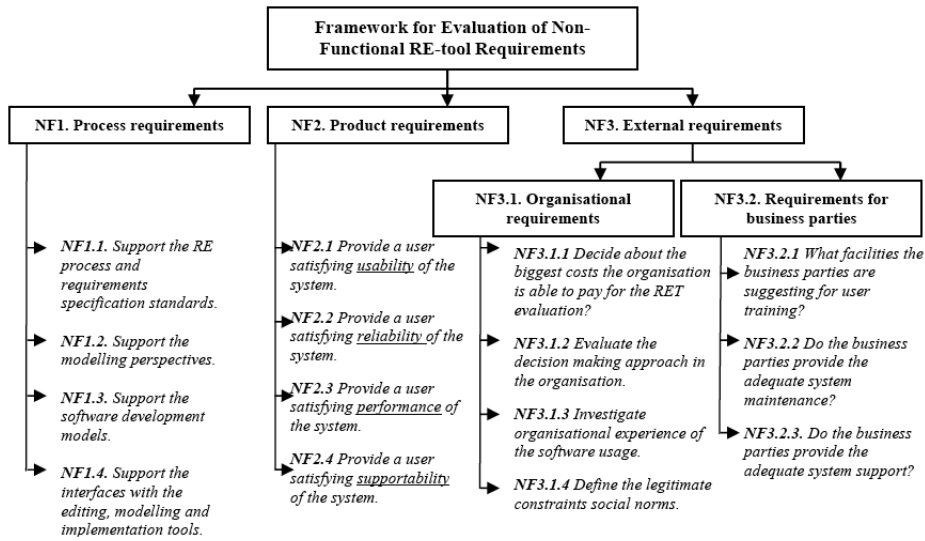 Framework for Evaluation of Non-
Functional RE-tool Requirements
NF1. Process requirements
NF2. Product requirements
NF3. External requirements
NF3.1. Organisational
requirements
NF3.2. Requirements for
business parties
NF1.1. Support the RE
process and
requirements
specification standards.
NF1.2. Support the
modelling perspectives.
NF1.3. Support the
software development
models.
NF1.4. Support the
interfaces with the
editing, modelling and
implementation tools.
NF2.1 Provide a user
satisfying usability of the
system.
NF2.2 Provide a user
satisfying reliability of the
system.
NF2.3 Provide a user
satisfying performance of
the system.
NF2.4 Provide a user
satisfying supportability
of the system.
NF3.1.1 Decide about the
biggest costs the organisation
is able to pay for the RET
evaluation?
NF3.1.2 Evaluate the
decision making approach in
the organisation.
NF3.1.3 Investigate
organisational experience of
the software usage.
NF3.1.4 Define the legitimate
constraints social norms.
NF3.2.1 What facilities the
business parties are
suggesting for user
training?
NF3.2.2 Do the business
parties provide the
adequate system
maintenance?
NF3.2.3. Do the business
parties provide the
adequate system support?